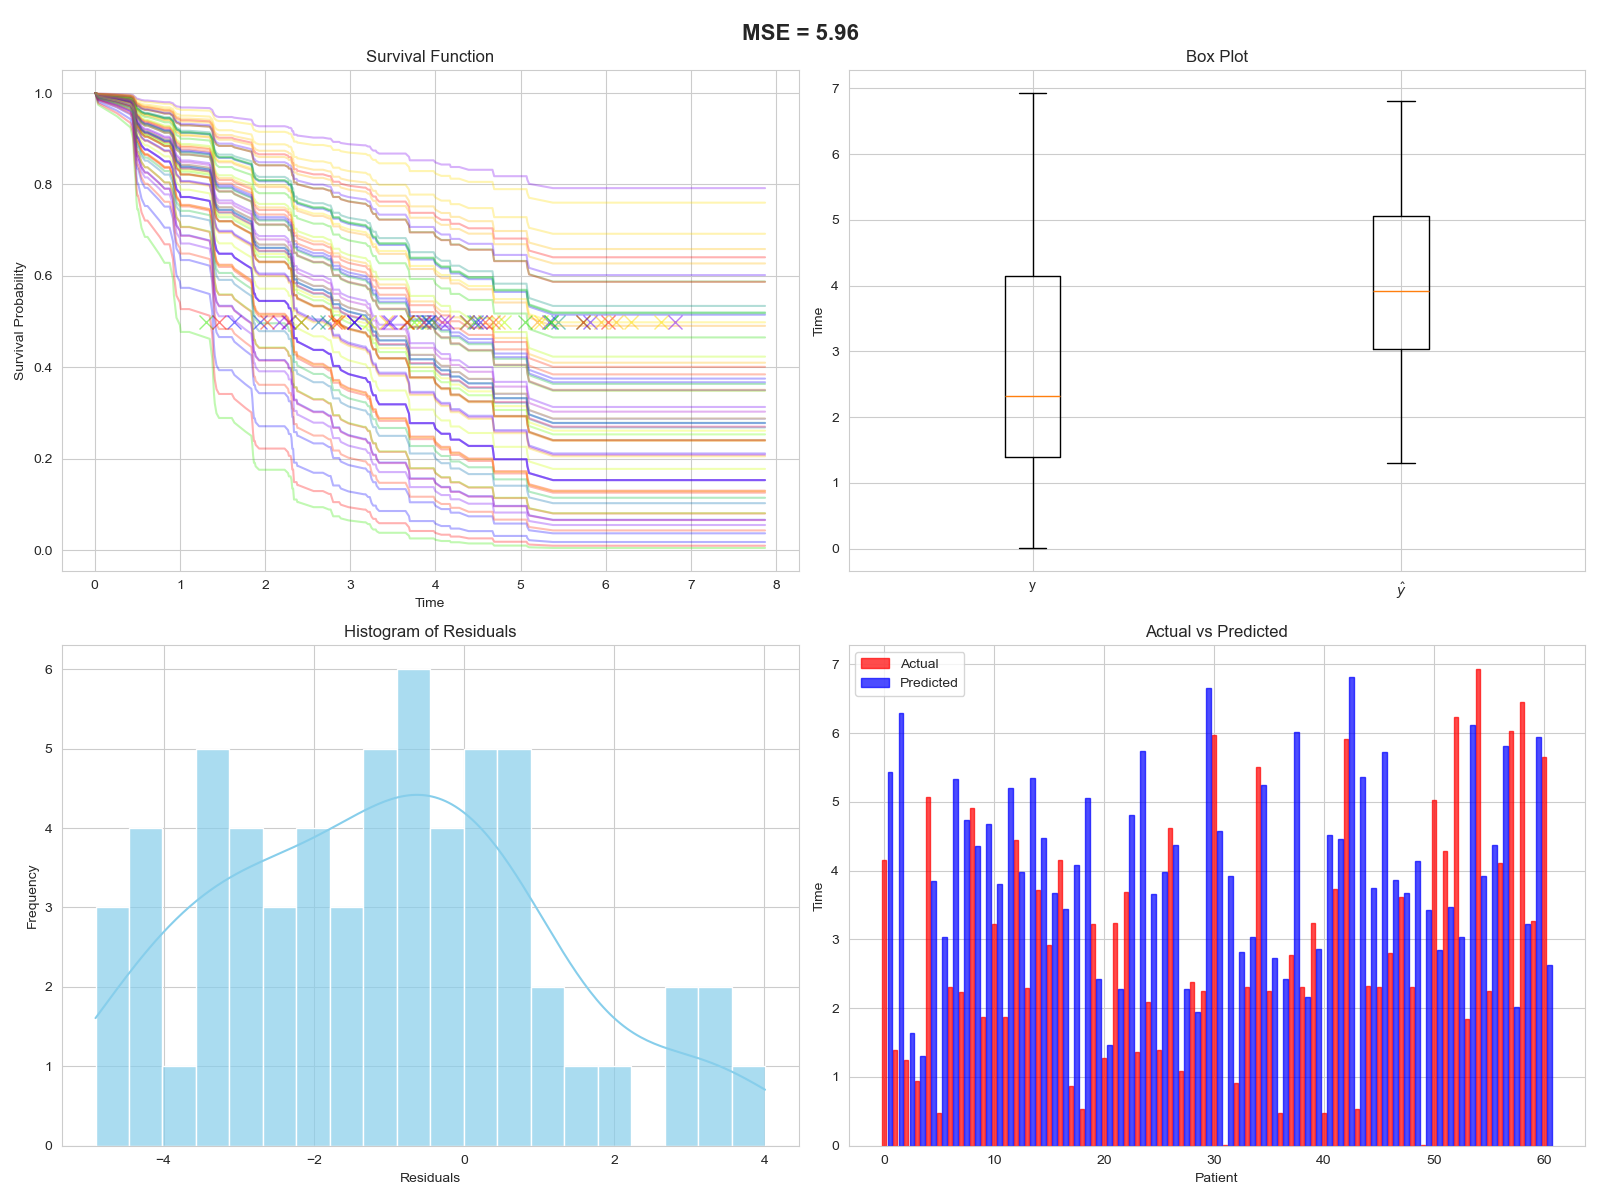 MSE = 5.96
Survival Function
Survival Probability
1.0
0.8
0.6
0.4
0.2
0.0
0 1 2 3 4 5 6 7 8
Time
Box Plot
Time
7
6
5
4
3
2
1
0
y ŷ
Histogram of Residuals
Frequency
6
5
4
3
2
1
0
−4 −2 0 2 4
Residuals
Actual vs Predicted
Actual
Predicted
Time
7
6
5
4
3
2
1
0
0 10 20 30 40 50 60
Patient